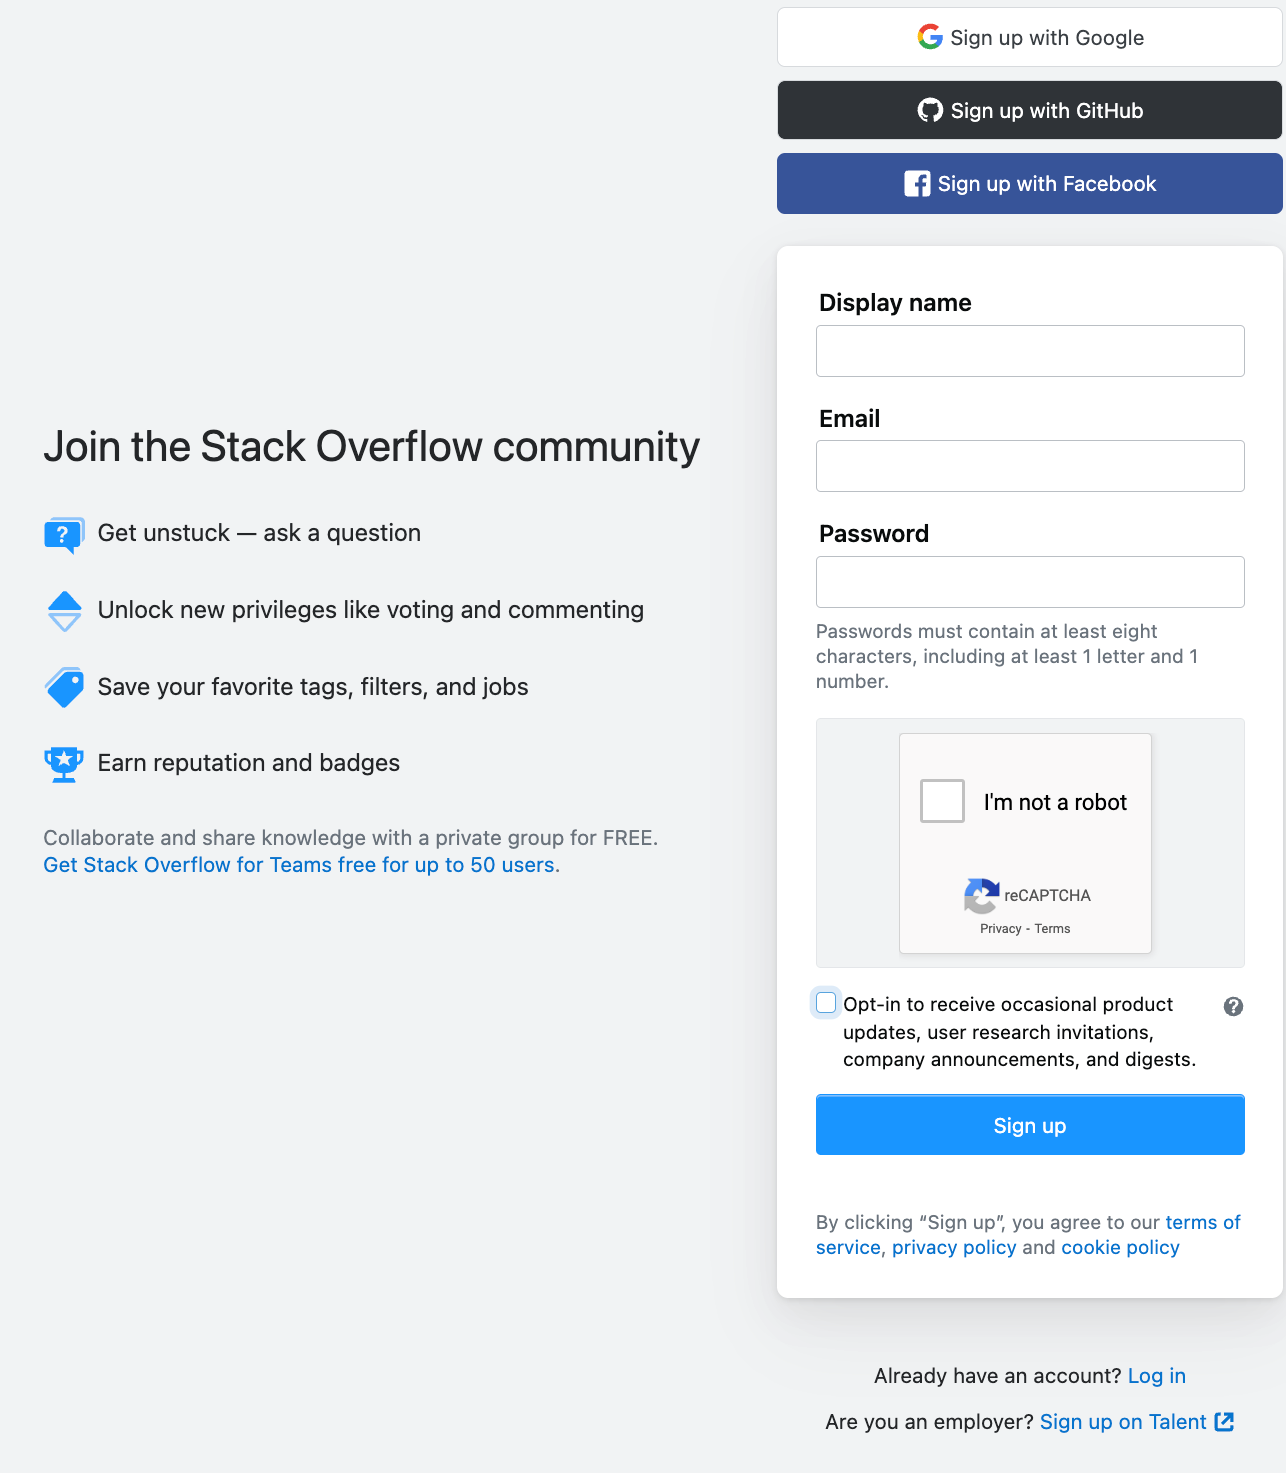 Sign up with Google
Sign up with GitHub
Sign up with Facebook
Join the Stack Overflow community
? Get unstuck — ask a question
Unlock new privileges like voting and commenting
Save your favorite tags, filters, and jobs
Earn reputation and badges
Collaborate and share knowledge with a private group for FREE.
Get Stack Overflow for Teams free for up to 50 users.
Display name
Email
Password
Passwords must contain at least eight
characters, including at least 1 letter and 1
number.
I'm not a robot
reCAPTCHA
Privacy - Terms
Opt-in to receive occasional product ?
updates, user research invitations,
company announcements, and digests.
Sign up
By clicking “Sign up”, you agree to our terms of
service, privacy policy and cookie policy
Already have an account? Log in
Are you an employer? Sign up on Talent